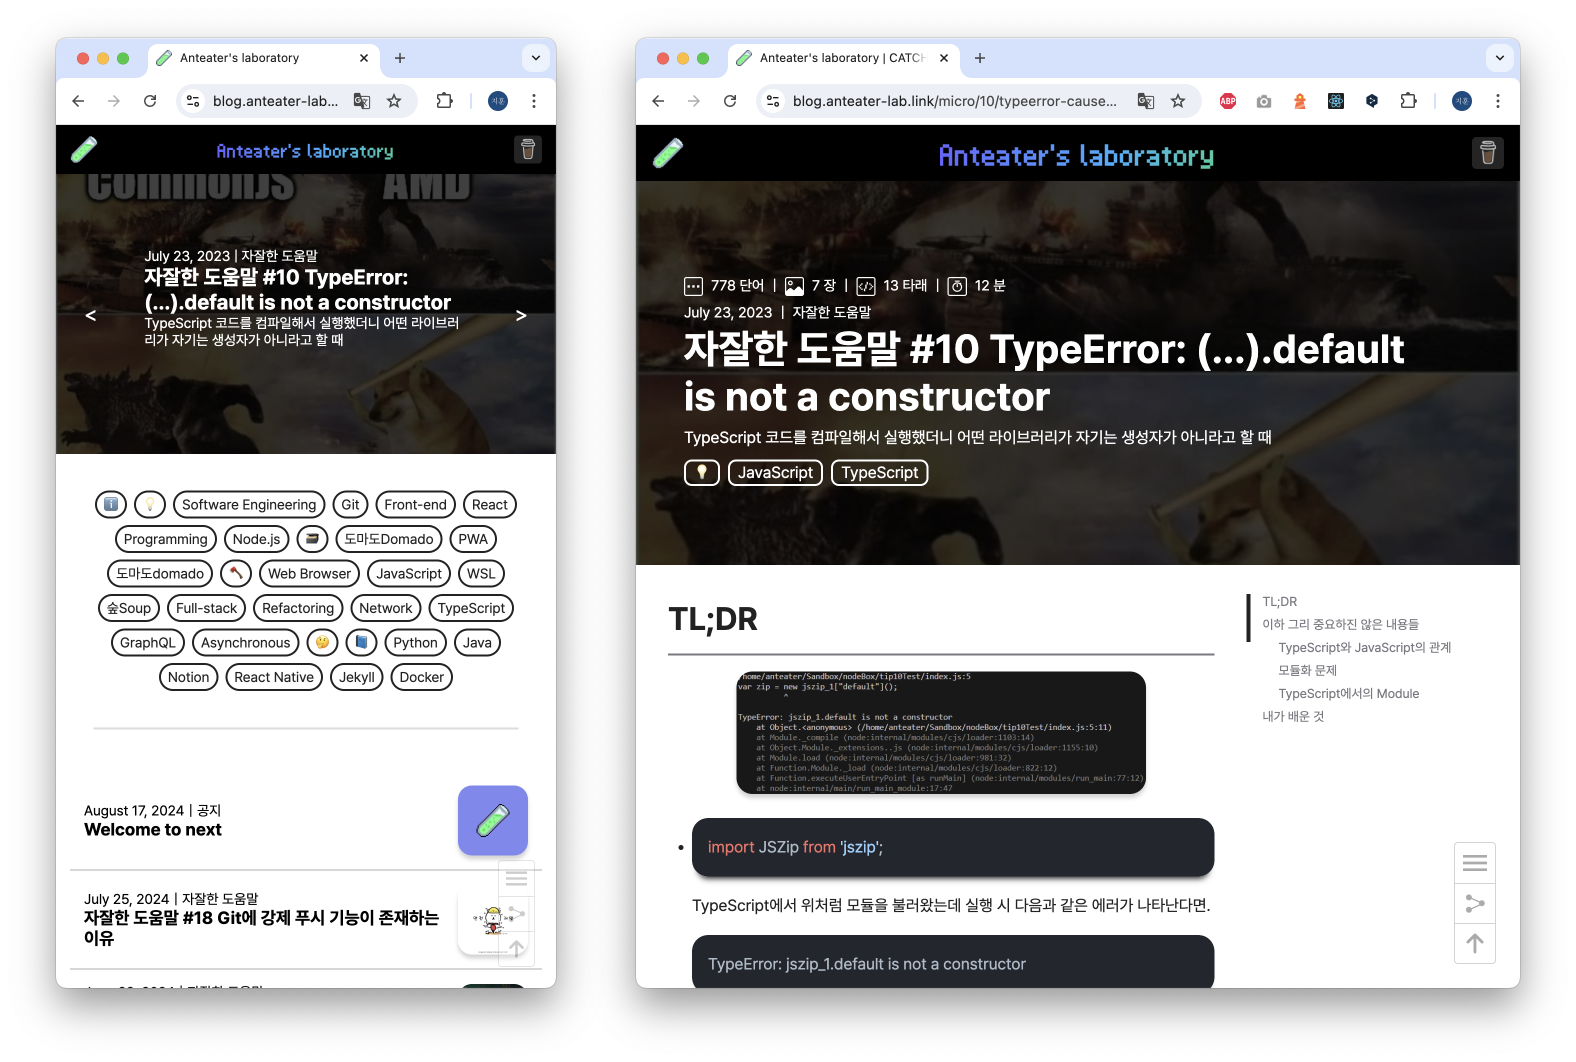 Anteater's laboratory
blog.anteater-lab...
지훈
Anteater's laboratory
CommonJS AMD
July 23, 2023 | 자잘한 도움말
자잘한 도움말 #10 TypeError:
(...).default is not a constructor
TypeScript 코드를 컴파일해서 실행했더니 어떤 라이브러
리가 자기는 생성자가 아니라고 할 때
< >
Software Engineering Git Front-end React
Programming Node.js 도마도Domado PWA
도마도domado Web Browser JavaScript WSL
숲Soup Full-stack Refactoring Network TypeScript
GraphQL Asynchronous Python Java
Notion React Native Jekyll Docker
August 17, 2024 | 공지
Welcome to next
July 25, 2024 | 자잘한 도움말
자잘한 도움말 #18 Git에 강제 푸시 기능이 존재하는
이유
Anteater's laboratory | CATCH
blog.anteater-lab.link/micro/10/typeerror-cause...
ABP
지훈
Anteater's laboratory
778 단어 | 7 장 | 13 타래 | 12 분
July 23, 2023 | 자잘한 도움말
자잘한 도움말 #10 TypeError: (...).default
is not a constructor
TypeScript 코드를 컴파일해서 실행했더니 어떤 라이브러리가 자기는 생성자가 아니라고 할 때
JavaScript TypeScript
TL;DR
/home/anteater/Sandbox/nodeBox/tip10Test/index.js:5
var zip = new jszip_1["default"]();
^
TypeError: jszip_1.default is not a constructor
at Object.<anonymous> (/home/anteater/Sandbox/nodeBox/tip10Test/index.js:5:11)
at Module._compile (node:internal/modules/cjs/loader:1103:14)
at Object.Module._extensions..js (node:internal/modules/cjs/loader:1155:10)
at Module.load (node:internal/modules/cjs/loader:981:32)
at Function.Module._load (node:internal/modules/cjs/loader:822:12)
at Function.executeUserEntryPoint [as runMain] (node:internal/modules/run_main:77:12)
at node:internal/main/run_main_module:17:47
import JSZip from 'jszip';
TypeScript에서 위처럼 모듈을 불러왔는데 실행 시 다음과 같은 에러가 나타난다면.
TypeError: jszip_1.default is not a constructor
TL;DR
이하 그리 중요하진 않은 내용들
TypeScript와 JavaScript의 관계
모듈화 문제
TypeScript에서의 Module
내가 배운 것